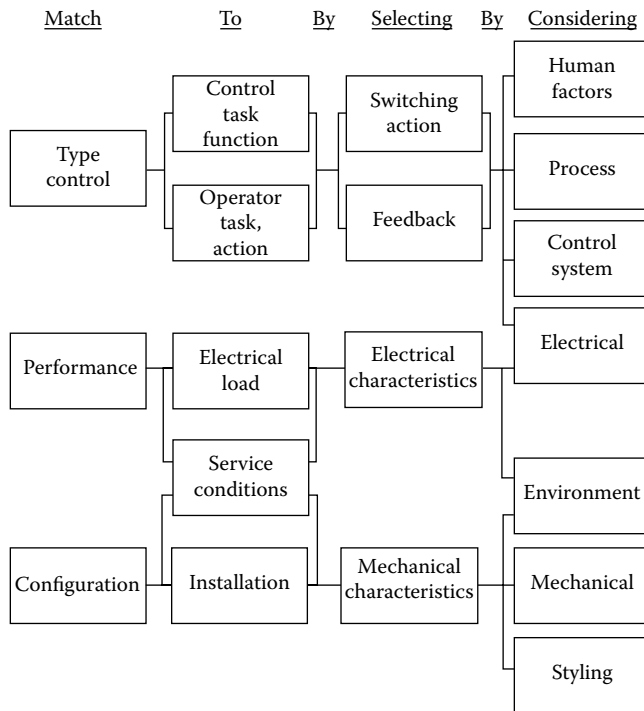 Match To By Selecting By Considering
Human
factors
Control
task
function
Switching
action
Type
control
Process
Operator
task,
action
Feedback
Control
system
Performance
Electrical
load
Electrical
characteristics
Electrical
Service
conditions
Environment
Configuration
Installation
Mechanical
characteristics
Mechanical
Styling